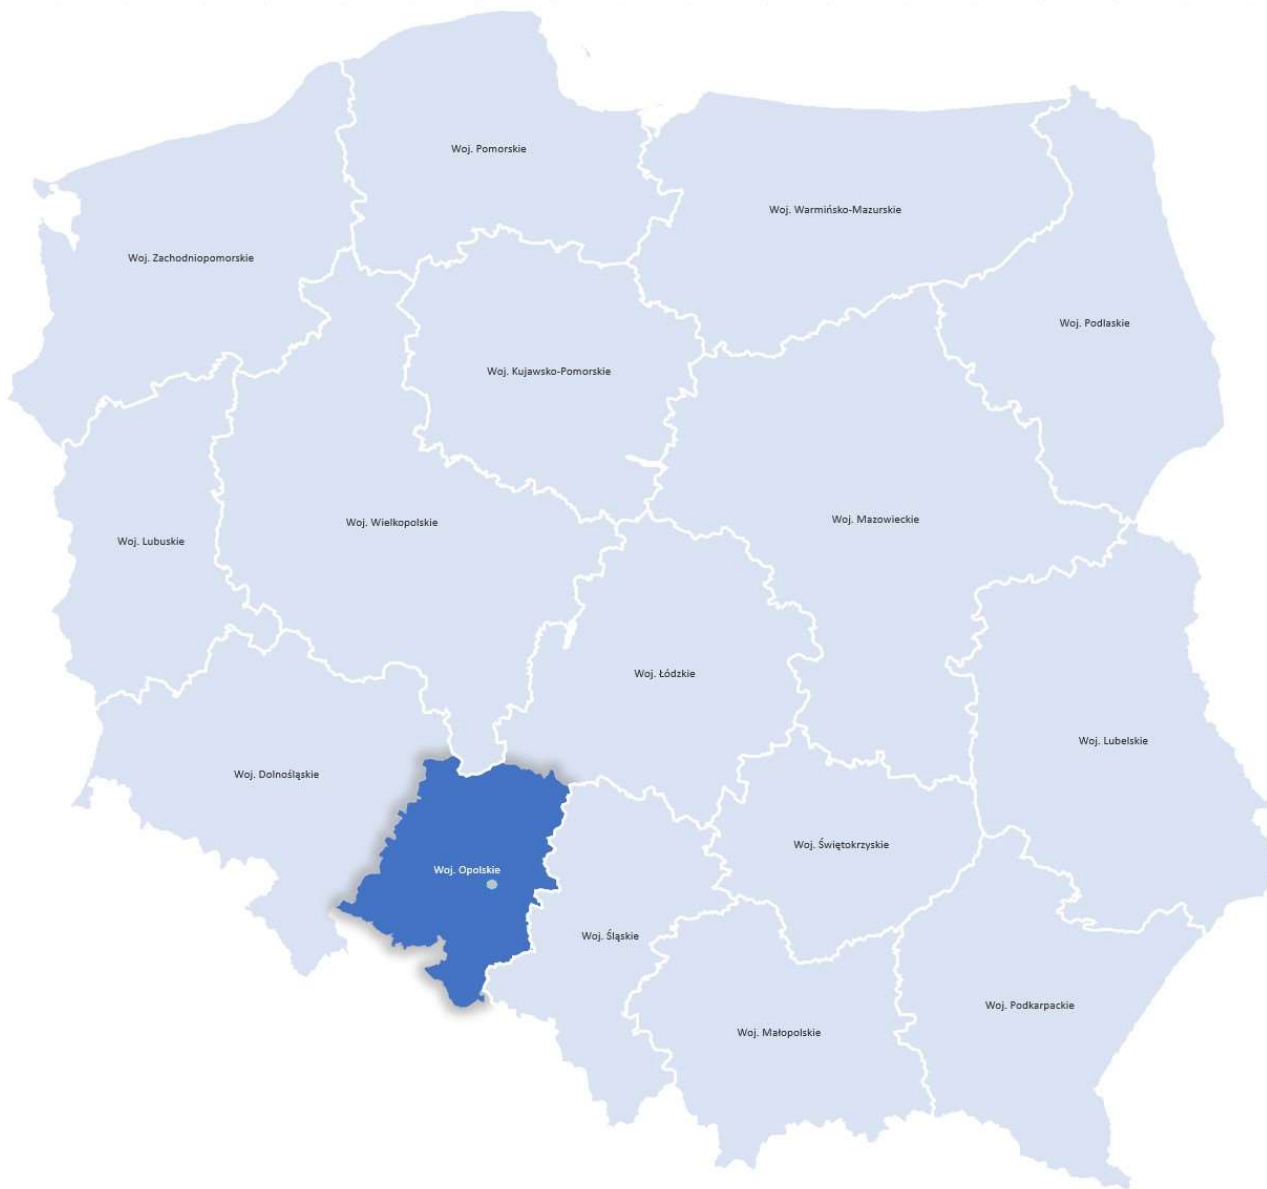 Woj. Pomorskie
Woj. Warmińsko-Mazurskie
Woj. Zachodniopomorskie
Woj. Podlaskie
Woj. Kujawsko-Pomorskie
Woj. Wielkopolskie
Woj. Mazowieckie
Woj. Lubuskie
Woj. Łódzkie
Woj. Lubelskie
Woj. Dolnośląskie
Woj. Świętokrzyskie
Woj. Opolskie
Woj. Śląskie
Woj. Podkarpackie
Woj. Małopolskie